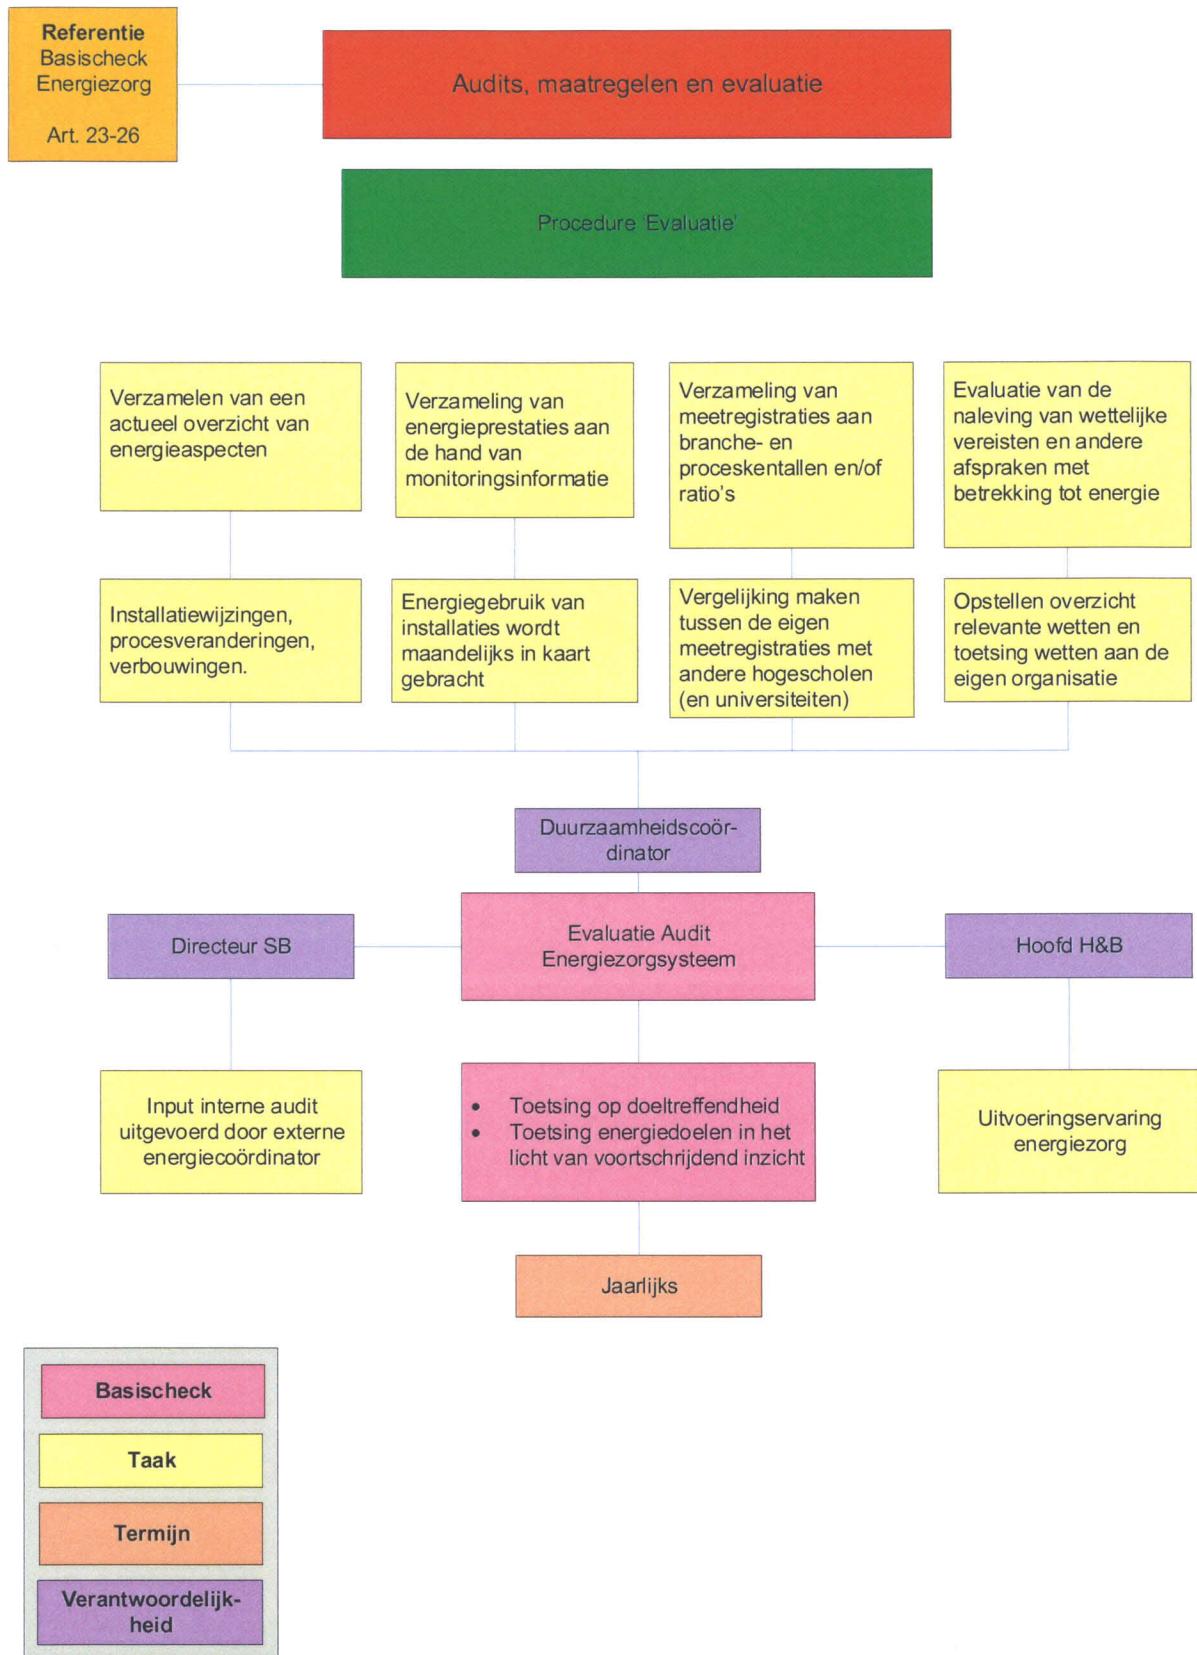 Referentie
Basischeck
Energiezorg
Art. 23-26
Audits, maatregelen en evaluatie
Procedure 'Evaluatie'
Verzamelen van een
actueel overzicht van
energieaspecten
Verzameling van
energieprestaties aan
de hand van
monitoringsinformatie
Verzameling van
meetregistraties aan
branche- en
proceskentallen en/of
ratio's
Evaluatie van de
naleving van wettelijke
vereisten en andere
afspraken met
betrekking tot energie
Installatiewijzingen,
procesveranderingen,
verbouwingen.
Energiegebruik van
installaties wordt
maandelijks in kaart
gebracht
Vergelijking maken
tussen de eigen
meetregistraties met
andere hogescholen
(en universiteiten)
Opstellen overzicht
relevante wetten en
toetsing wetten aan de
eigen organisatie
Duurzaamheidscoör-
dinator
Directeur SB
Evaluatie Audit
Energiezorgsysteem
Hoofd H&B
Input interne audit
uitgevoerd door externe
energiecoördinator
• Toetsing op doeltreffendheid
• Toetsing energiedoelen in het
licht van voortschrijdend inzicht
Uitvoeringservaring
energiezorg
Jaarlijks
Basischeck
Taak
Termijn
Verantwoordelijk-
heid